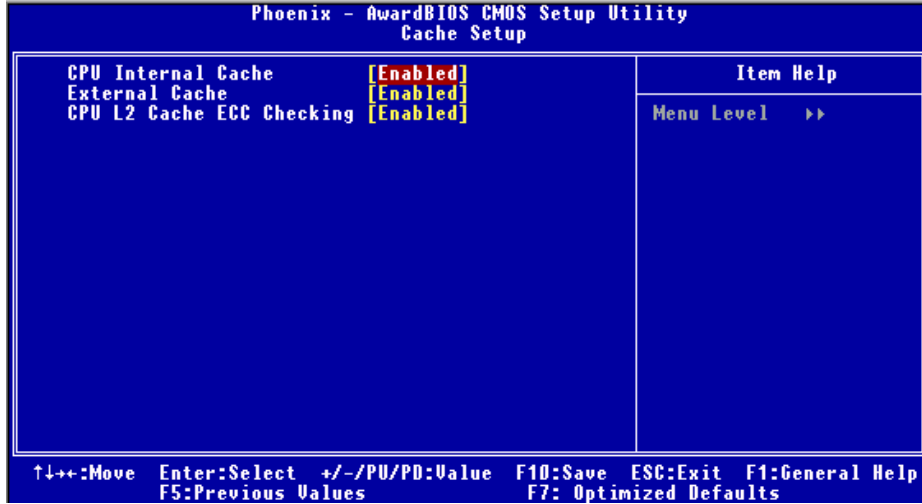 Phoenix - AwardBIOS CMOS Setup Utility
Cache Setup
CPU Internal Cache [Enabled]
External Cache [Enabled]
CPU L2 Cache ECC Checking [Enabled]
Item Help
Menu Level ▸▸
↑↓→←:Move Enter:Select +/-/PU/PD:Value F10:Save ESC:Exit F1:General Help
F5:Previous Values F7: Optimized Defaults